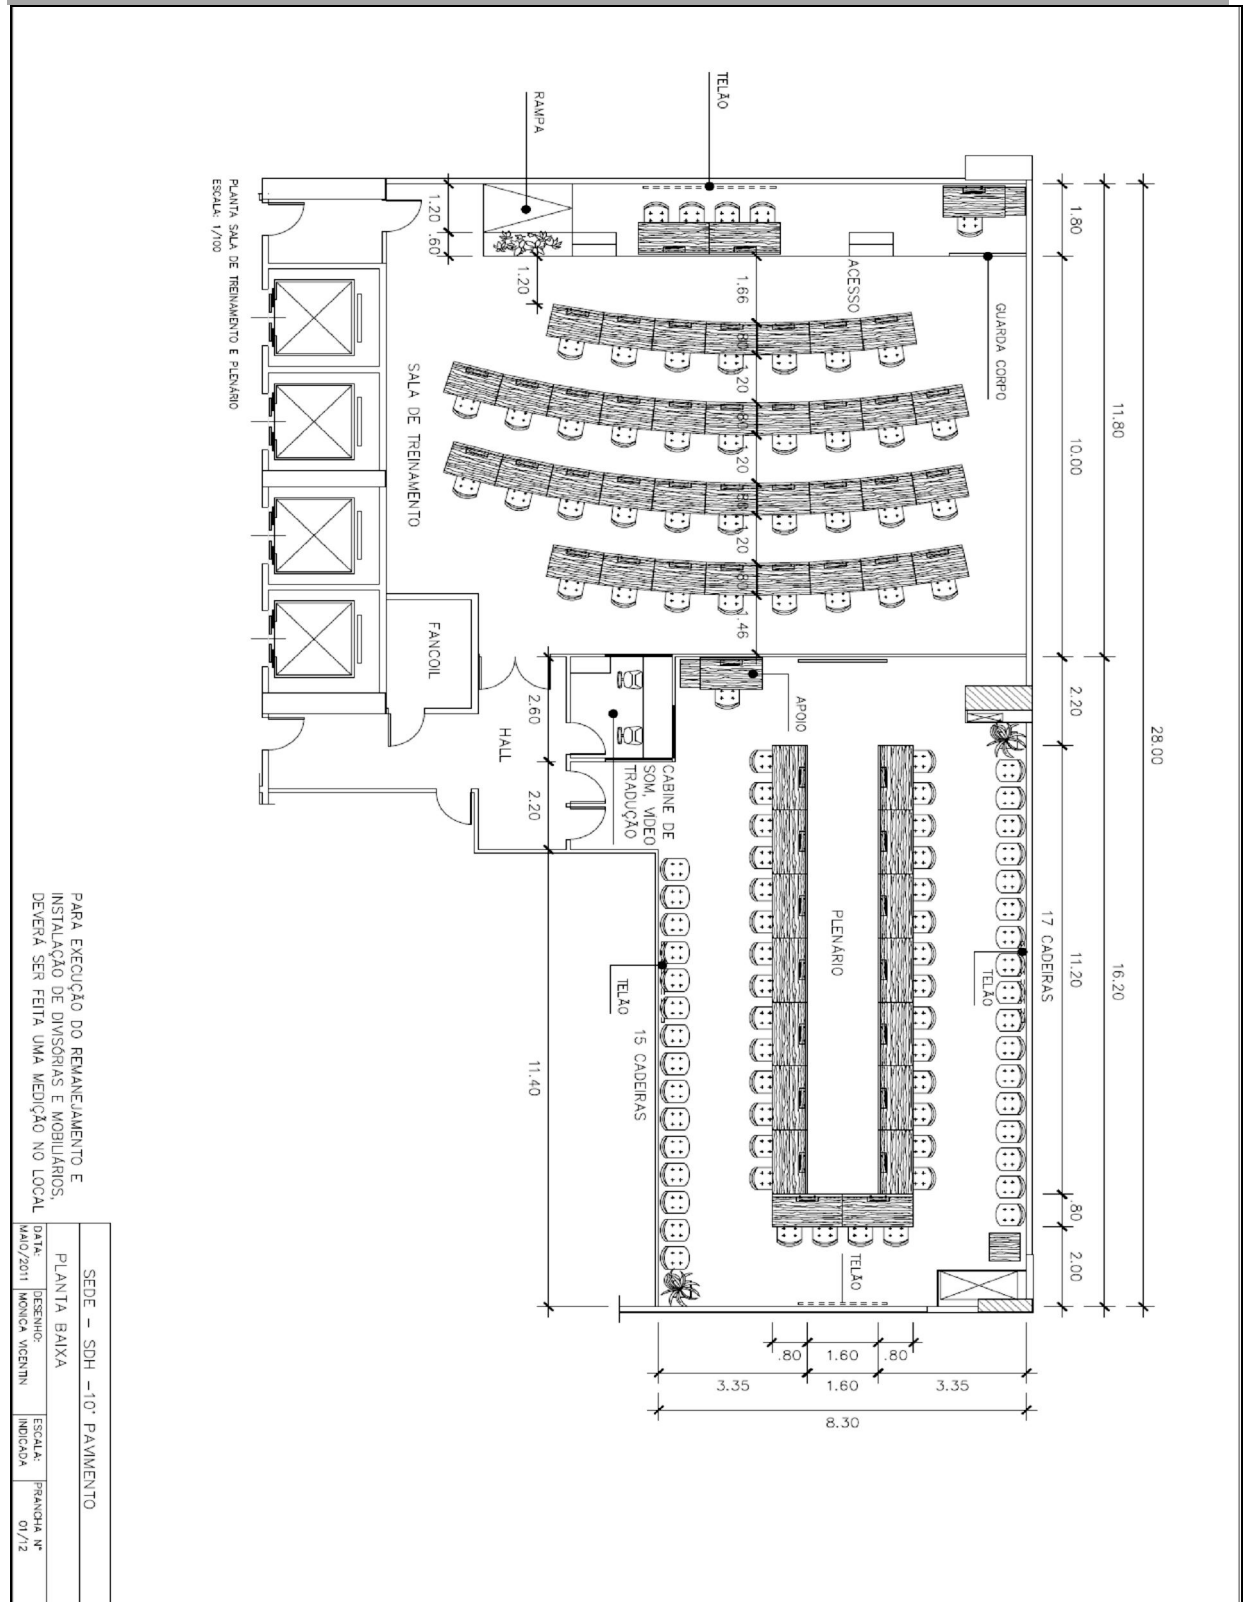 TELÃO
RAMPA
PLANTA SALA DE TREINAMENTO E PLENÁRIO
ESCALA: 1/100
1.20
.60
1.20
1.66
.80
1.20
.80
1.20
.80
1.20
.80
1.46
ACESSO
GUARDA CORPO
1.80
10.00
11.80
28.00
SALA DE TREINAMENTO
FANCOIL
HALL
2.60
2.20
APOIO
CABINE DE
SOM, VÍDEO
TRADUÇÃO
2.20
PLENÁRIO
17 CADEIRAS
TELÃO
11.20
16.20
TELÃO
15 CADEIRAS
11.40
.80
2.00
TELÃO
.80
1.60
.80
3.35
1.60
3.35
8.30
PARA EXECUÇÃO DO REMANEJAMENTO E
INSTALAÇÃO DE DIVISÓRIAS E MOBILIÁRIOS,
DEVERÁ SER FEITA UMA MEDIÇÃO NO LOCAL
SEDE – SDH –10° PAVIMENTO
PLANTA BAIXA
DATA:
MAIO/2011
DESENHO:
MONICA VICENTIN
ESCALA:
INDICADA
PRANCHA N°
01/12